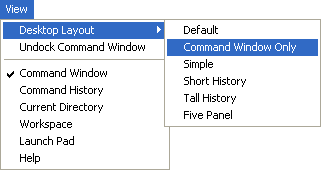 View
Desktop Layout
Undock Command Window
Command Window
Command History
Current Directory
Workspace
Launch Pad
Help
Default
Command Window Only
Simple
Short History
Tall History
Five Panel